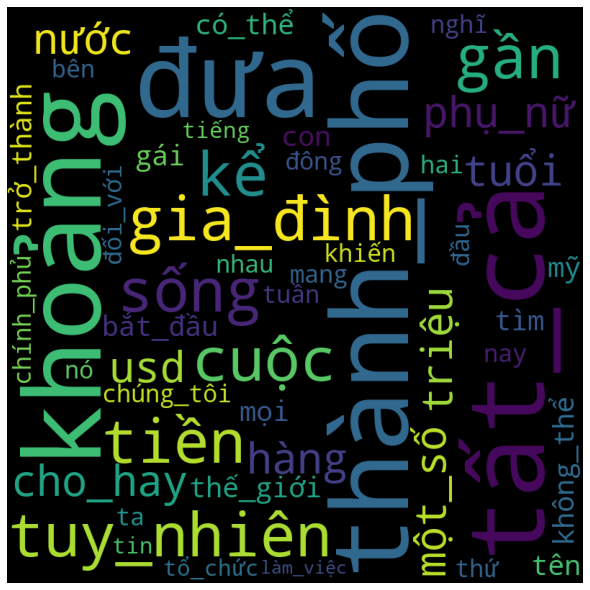 nước
có_thể
nghĩ
bên
đưa
gần
phụ_nữ
thành_phố
khoảng
trở_thành
tiếng
con
gái
kể
đông
hai
tuổi
đối_với
gia_đình
khiến
đầu
tất_cả
chính_phủ
nhau
mang
mỹ
sống
tuần
bắt_đầu
triệu
tìm
nó
usd
cuộc
nay
chúng_tôi
mọi
tiền
hàng
một_số
không_thể
cho_hay
thế_giới
tuy_nhiên
ta
tin
tổ_chức
làm_việc
thứ
tên